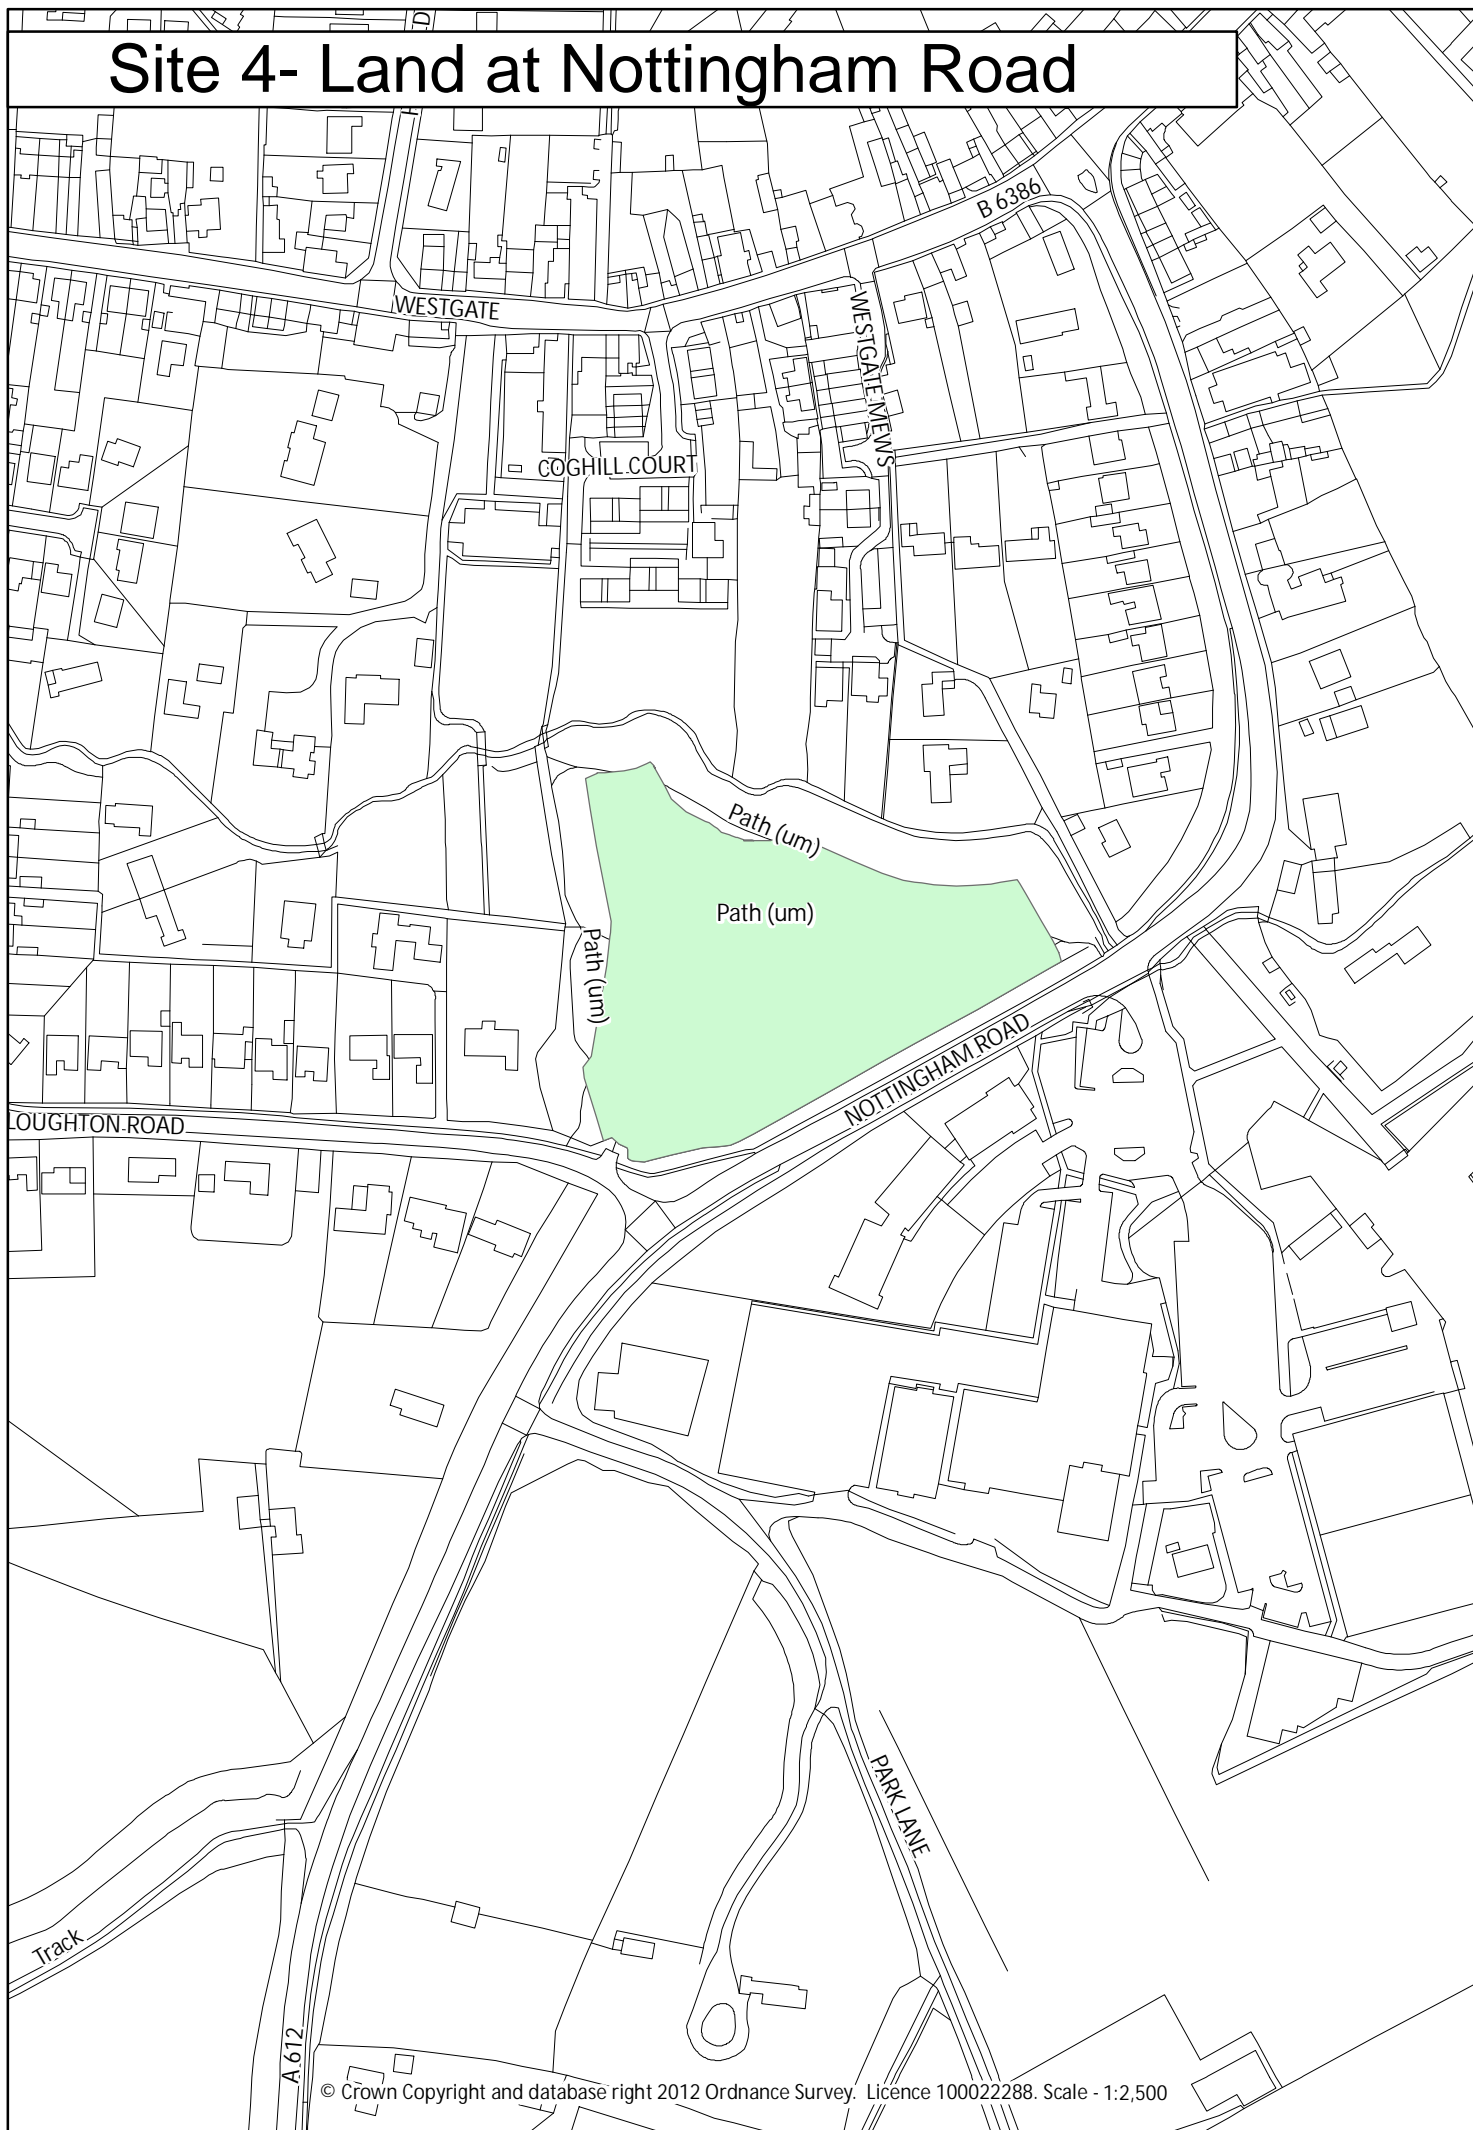 Site 4- Land at Nottingham Road
B 6386
WESTGATE
WESTGATE MEWS
COGHILL COURT
Path (um)
Path (um)
Path (um)
NOTTINGHAM ROAD
LOUGHTON ROAD
PARK LANE
Track
A 612
© Crown Copyright and database right 2012 Ordnance Survey. Licence 100022288. Scale - 1:2,500